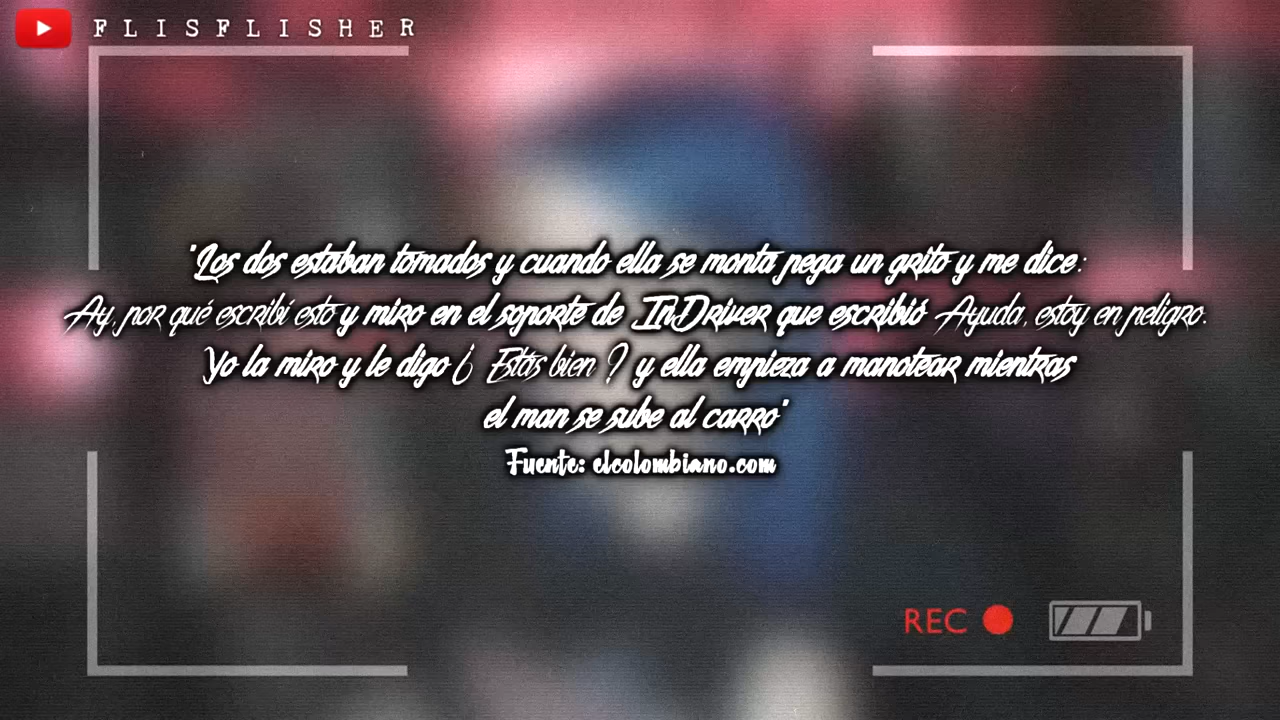 FLISFLISHER
"Los dos estaban tomados y cuando ella se monta pega un grito y me dice:
Ay, por qué escribí esto y miro en el soporte de InDriver que escribió Ayuda, estoy en peligro.
Yo la miro y le digo ¿ Estás bien ? y ella empieza a manotear mientras
el man se sube al carro"
Fuente: elcolombiano.com
REC